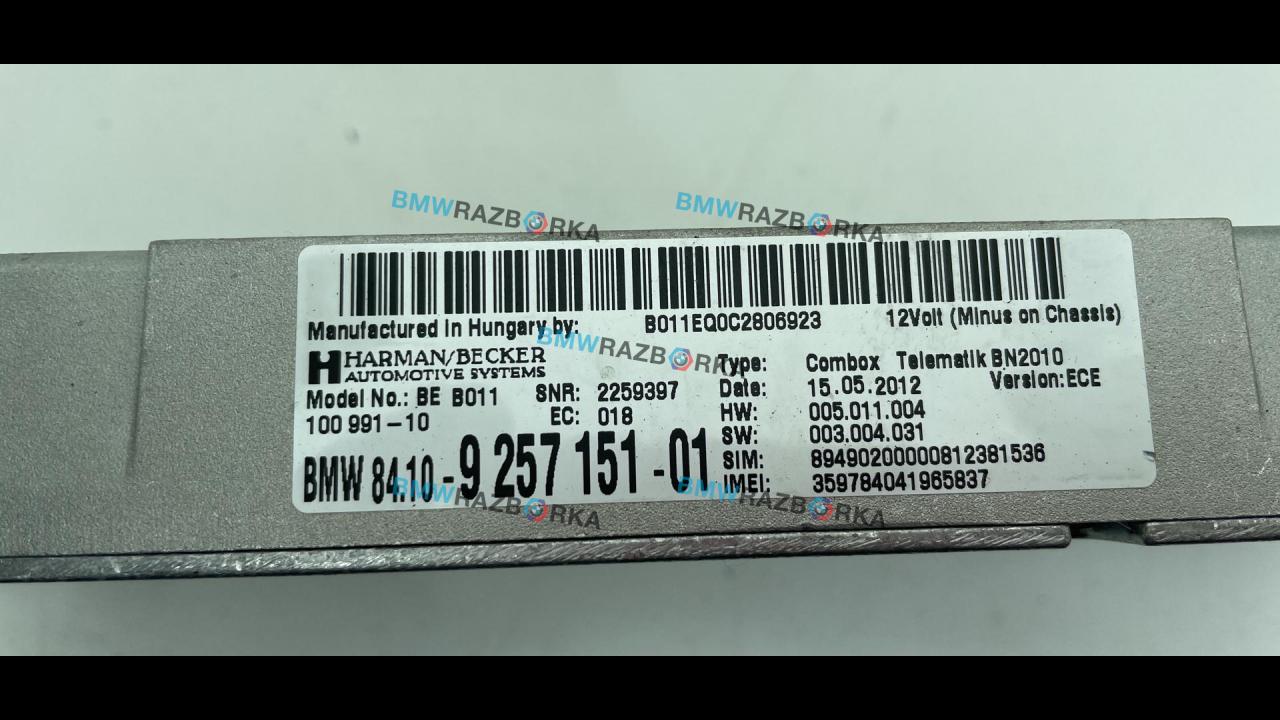 BMWRAZBORKA
BMWRAZBORKA
Manufactured in Hungary by:
B011EQ0C2806923
12Volt (Minus on Chassis)
BMWRAZBORKA
HARMAN/BECKER
AUTOMOTIVE SYSTEMS
Model No.: BE B011
SNR: 2259397
100 991-10
EC: 018
BMW 84.10-9 257 151-01
Type: Combox Telematik BN2010
Date: 15.05.2012 Version:ECE
HW: 005.011.004
SW: 003.004.031
SIM: 89490200000812381536
IMEI: 359784041965837
BMWRAZBORKA
BMWRAZBORKA